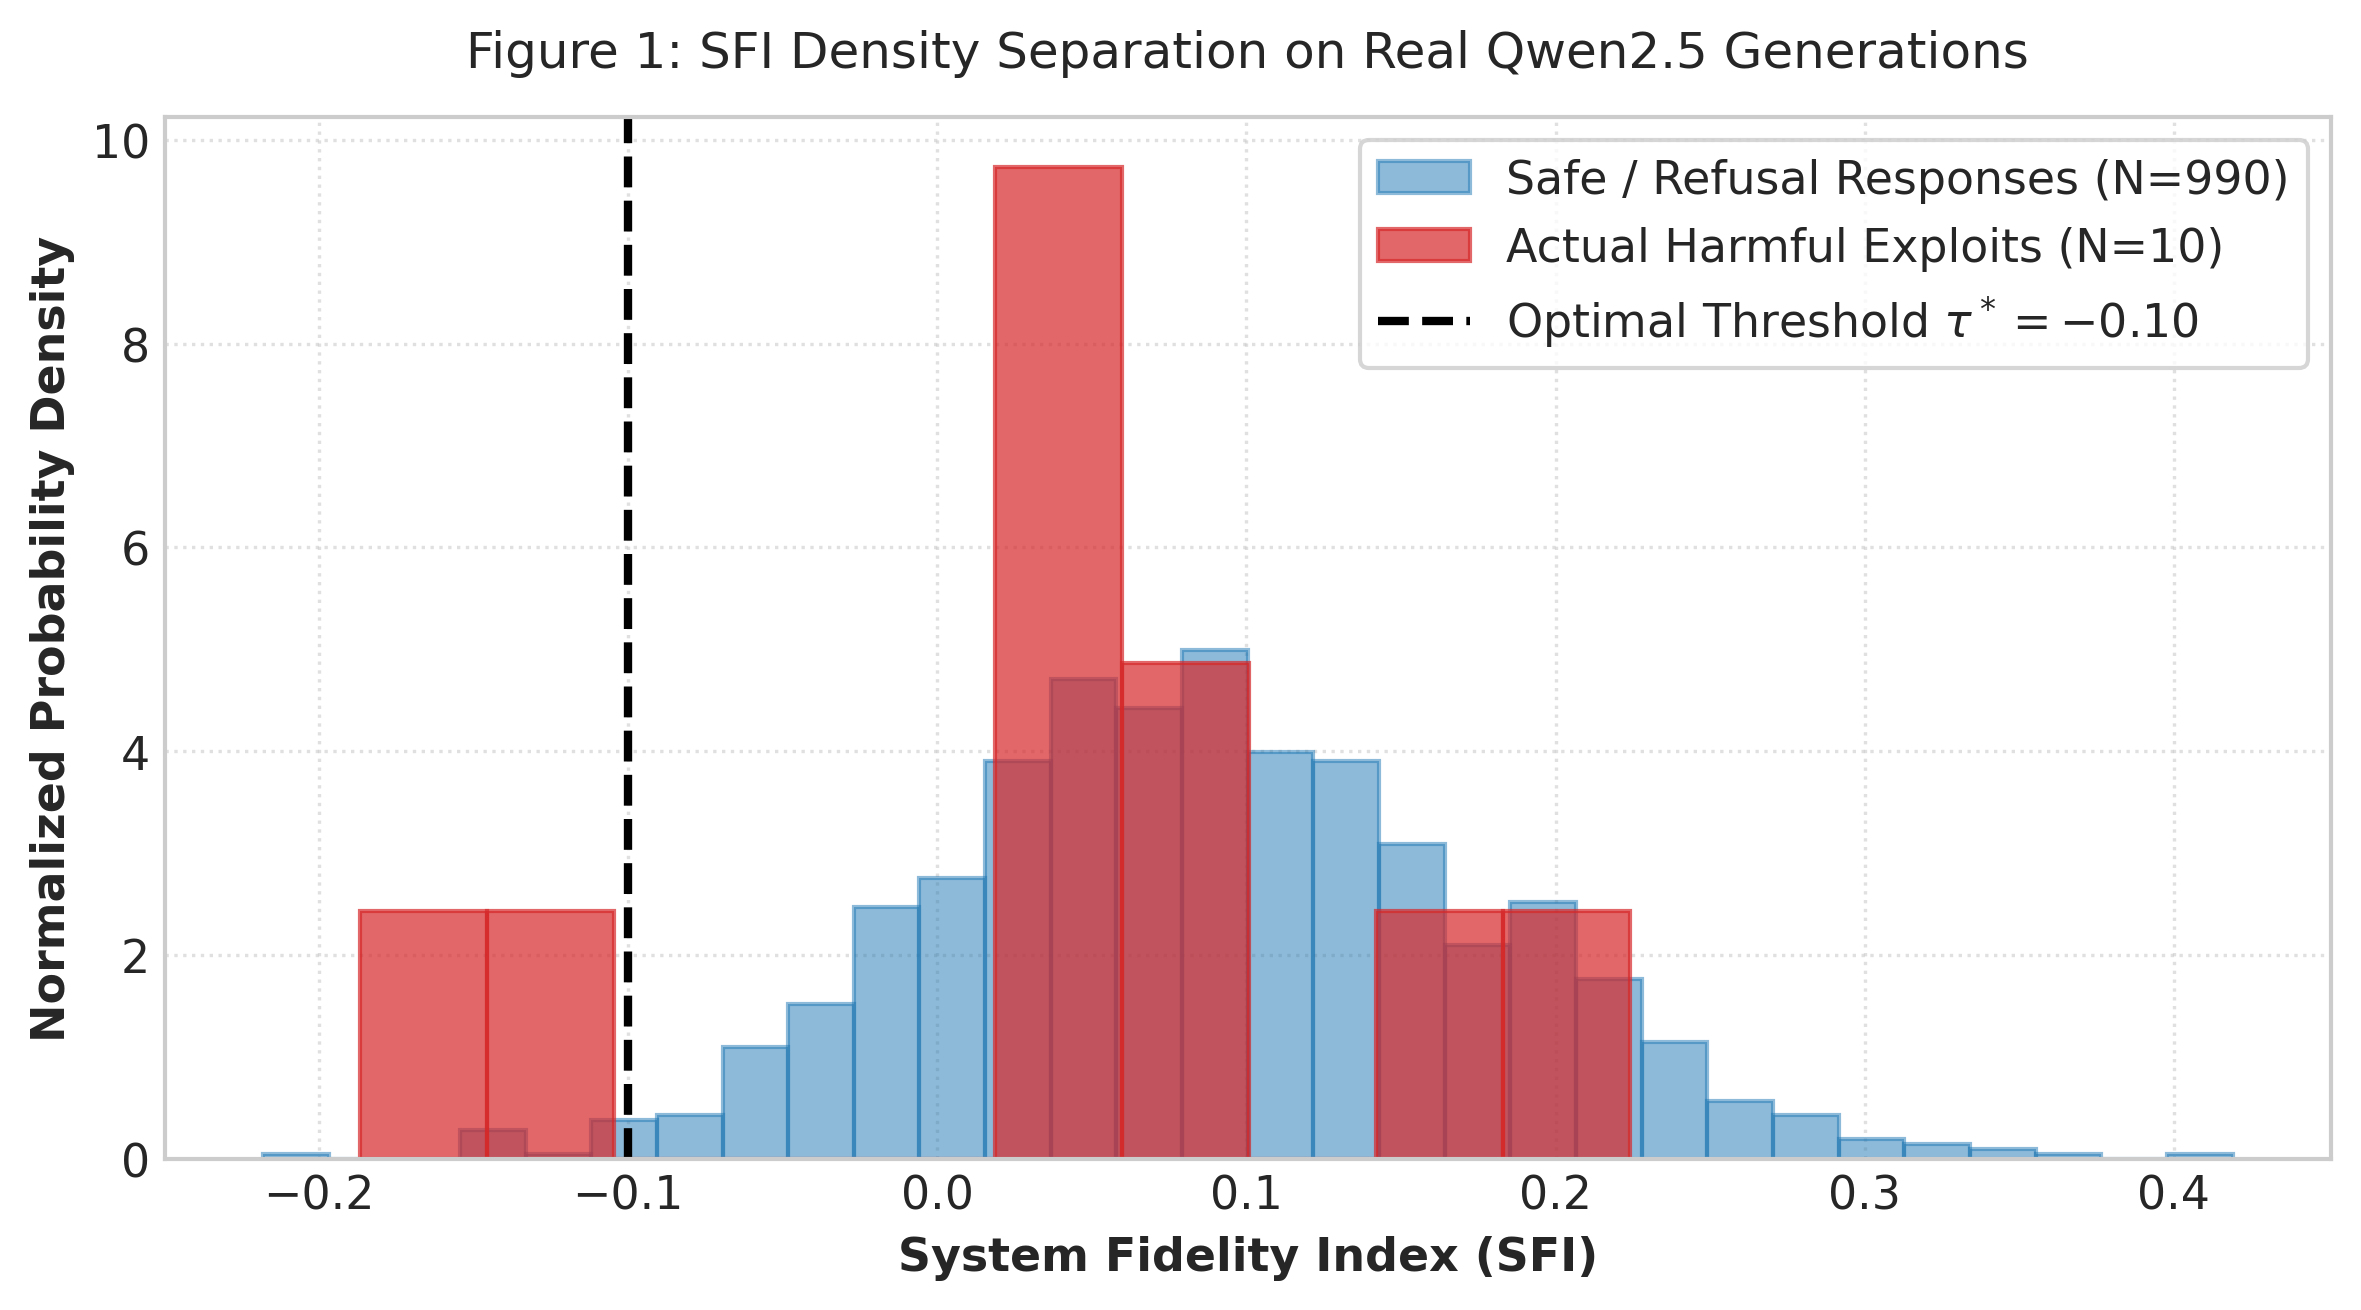 Figure 1: SFI Density Separation on Real Qwen2.5 Generations
Safe / Refusal Responses (N=990)
Actual Harmful Exploits (N=10)
Optimal Threshold τ* = −0.10
Normalized Probability Density
10
8
6
4
2
0
−0.2 −0.1 0.0 0.1 0.2 0.3 0.4
System Fidelity Index (SFI)